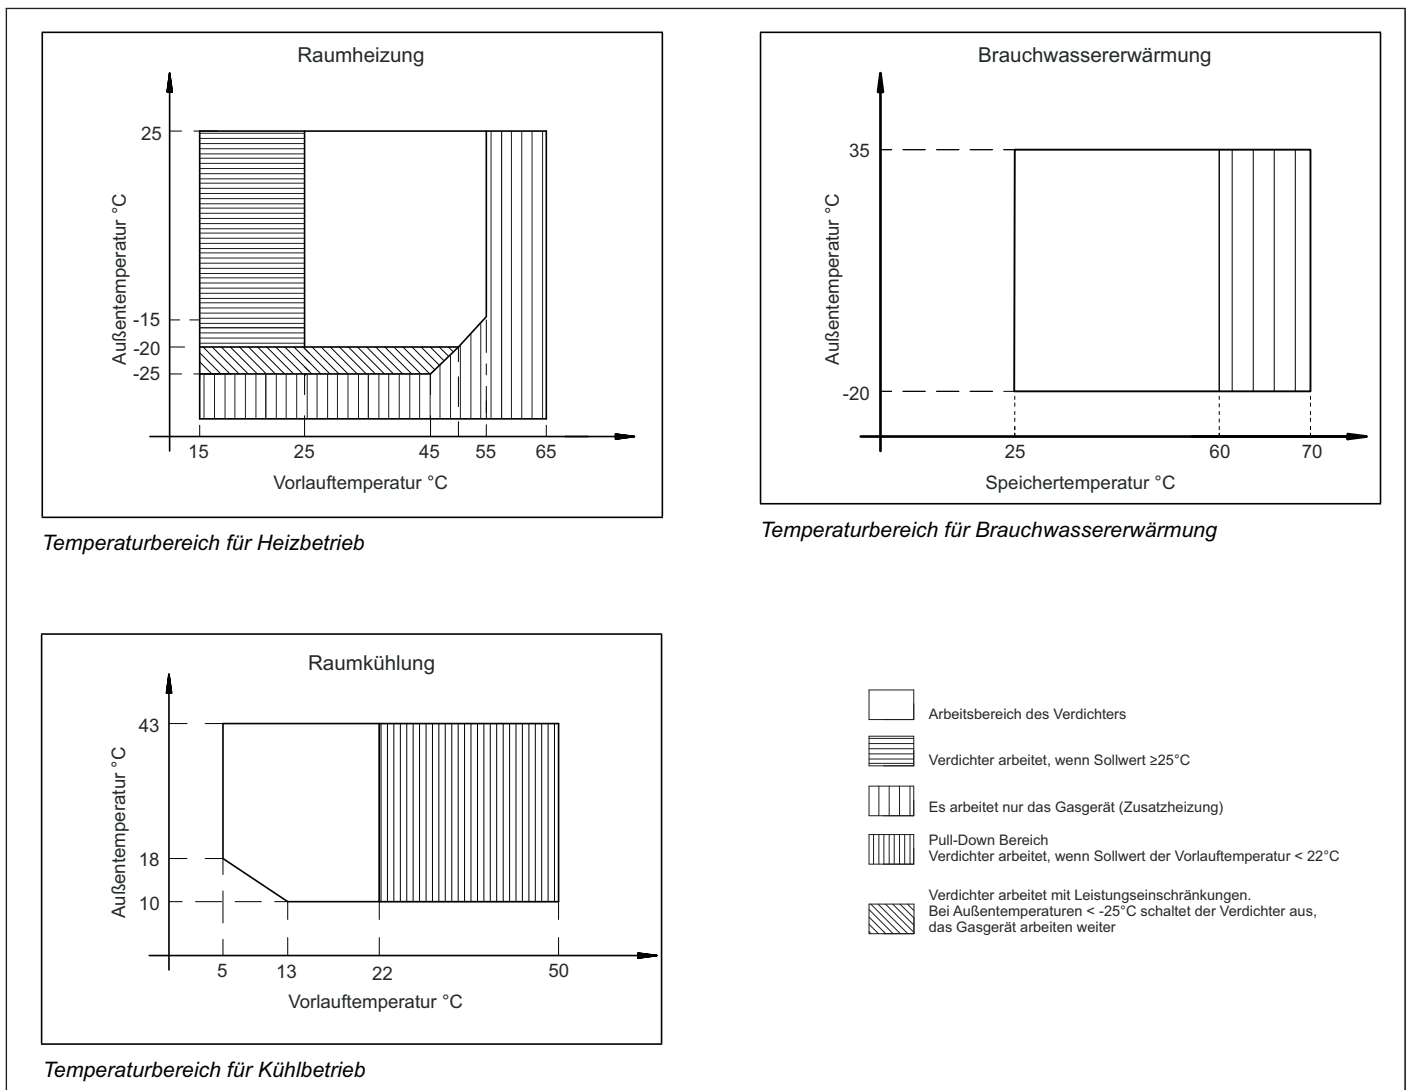 Raumheizung
25
-15
-20
-25
Außentemperatur °C
15 25 45 55 65
Vorlauftemperatur °C
Temperaturbereich für Heizbetrieb
Brauchwassererwärmung
35
-20
Außentemperatur °C
25 60 70
Speichertemperatur °C
Temperaturbereich für Brauchwassererwärmung
Raumkühlung
43
18
10
Außentemperatur °C
5 13 22 50
Vorlauftemperatur °C
Temperaturbereich für Kühlbetrieb
Arbeitsbereich des Verdichters
Verdichter arbeitet, wenn Sollwert ≥25°C
Es arbeitet nur das Gasgerät (Zusatzheizung)
Pull-Down Bereich
Verdichter arbeitet, wenn Sollwert der Vorlauftemperatur < 22°C
Verdichter arbeitet mit Leistungseinschränkungen.
Bei Außentemperaturen < -25°C schaltet der Verdichter aus,
das Gasgerät arbeiten weiter